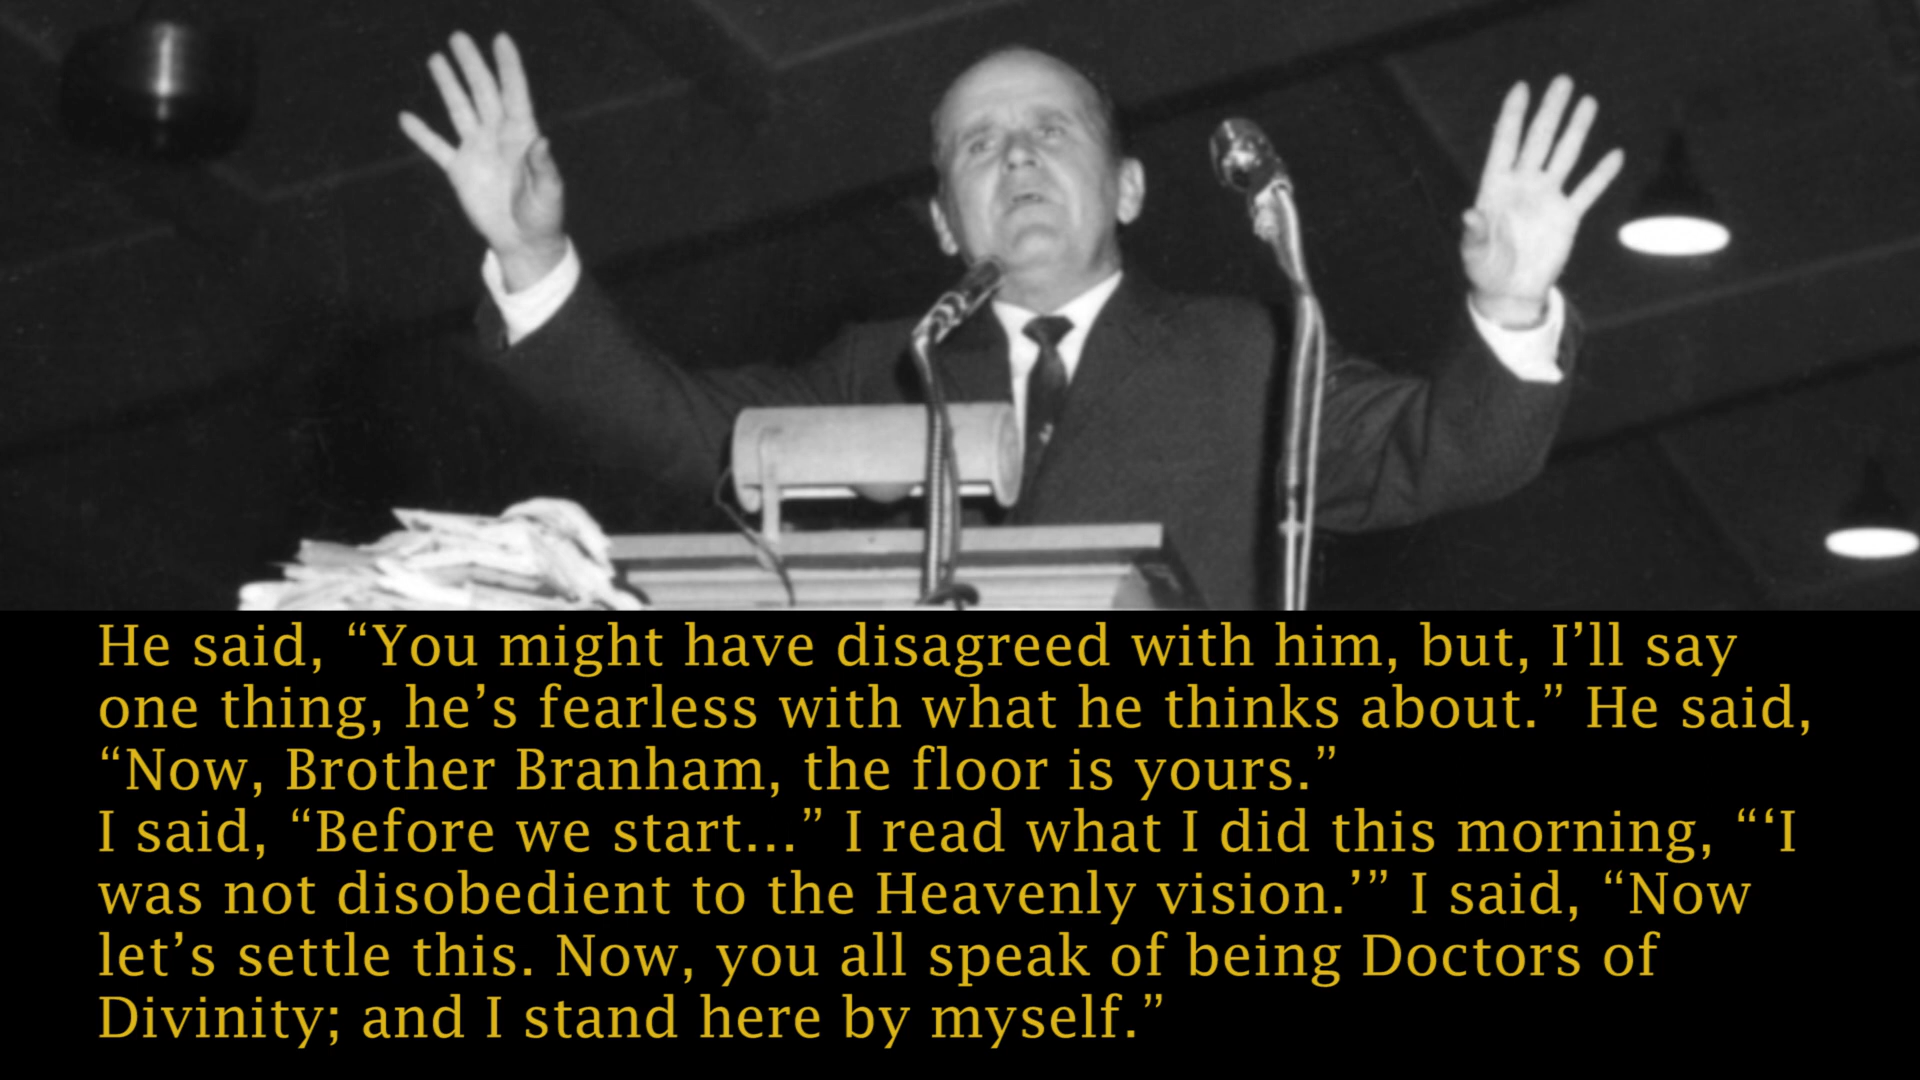 He said, “You might have disagreed with him, but, I’ll say
one thing, he’s fearless with what he thinks about.” He said,
“Now, Brother Branham, the floor is yours.”
I said, “Before we start...” I read what I did this morning, “‘I
was not disobedient to the Heavenly vision.’” I said, “Now
let’s settle this. Now, you all speak of being Doctors of
Divinity; and I stand here by myself.”